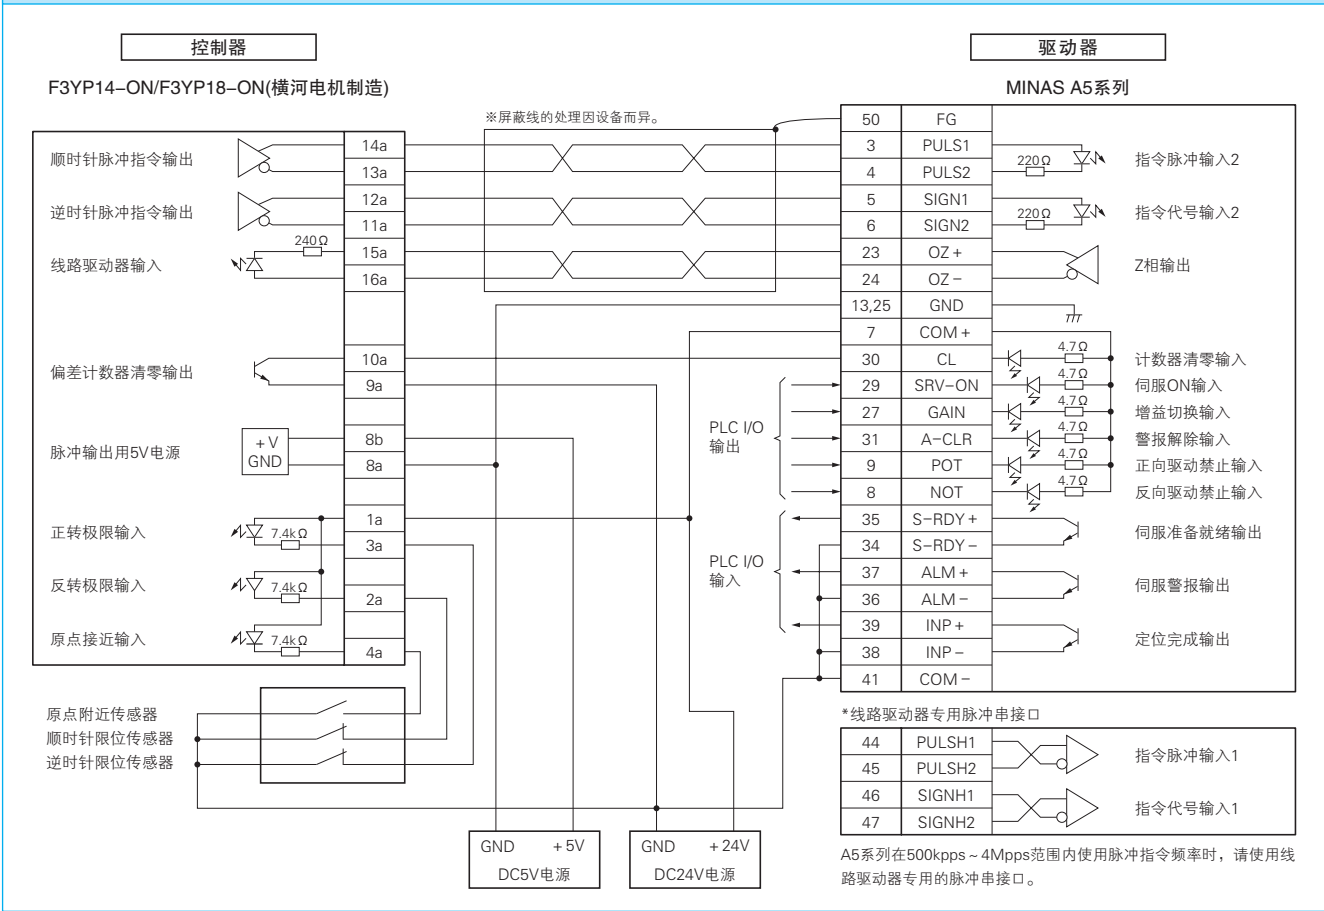 控制器
驱动器
F3YP14-ON/F3YP18-ON(横河电机制造)
MINAS A5系列
※屏蔽线的处理因设备而异。
顺时针脉冲指令输出
14a
13a
逆时针脉冲指令输出
12a
11a
线路驱动器输入
240Ω
15a
16a
偏差计数器清零输出
10a
9a
脉冲输出用5V电源
+V
GND
8b
8a
正转极限输入
7.4kΩ
1a
3a
反转极限输入
7.4kΩ
2a
原点接近输入
7.4kΩ
4a
原点附近传感器
顺时针限位传感器
逆时针限位传感器
GND +5V
DC5V电源
GND +24V
DC24V电源
PLC I/O
输出
PLC I/O
输入
50 FG
3 PULS1
4 PULS2
220Ω
指令脉冲输入2
5 SIGN1
6 SIGN2
220Ω
指令代号输入2
23 OZ+
24 OZ-
Z相输出
13,25 GND
7 COM+
30 CL 4.7Ω 计数器清零输入
29 SRV-ON 4.7Ω 伺服ON输入
27 GAIN 4.7Ω 增益切换输入
31 A-CLR 4.7Ω 警报解除输入
9 POT 4.7Ω 正向驱动禁止输入
8 NOT 4.7Ω 反向驱动禁止输入
35 S-RDY+
34 S-RDY-
伺服准备就绪输出
37 ALM+
36 ALM-
伺服警报输出
39 INP+
38 INP-
定位完成输出
41 COM-
*线路驱动器专用脉冲串接口
44 PULSH1
45 PULSH2
指令脉冲输入1
46 SIGNH1
47 SIGNH2
指令代号输入1
A5系列在500kpps~4Mpps范围内使用脉冲指令频率时，请使用线
路驱动器专用的脉冲串接口。